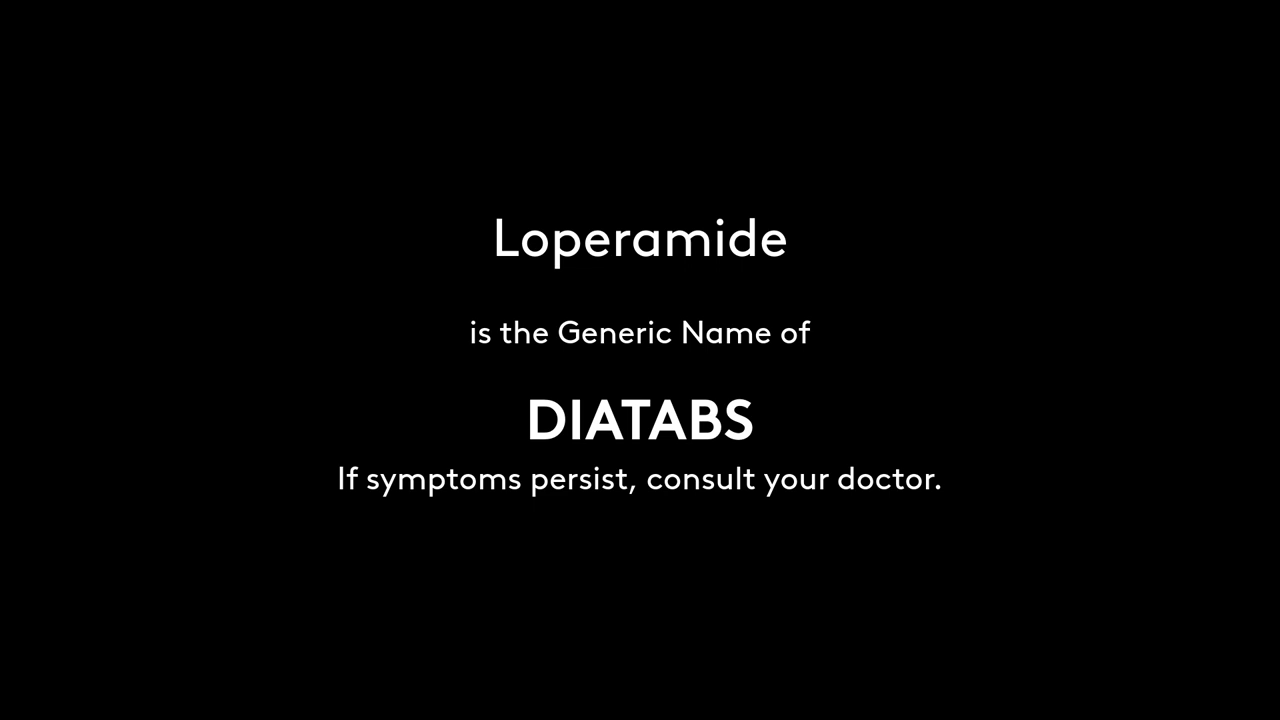 Loperamide
is the Generic Name of
DIATABS
If symptoms persist, consult your doctor.